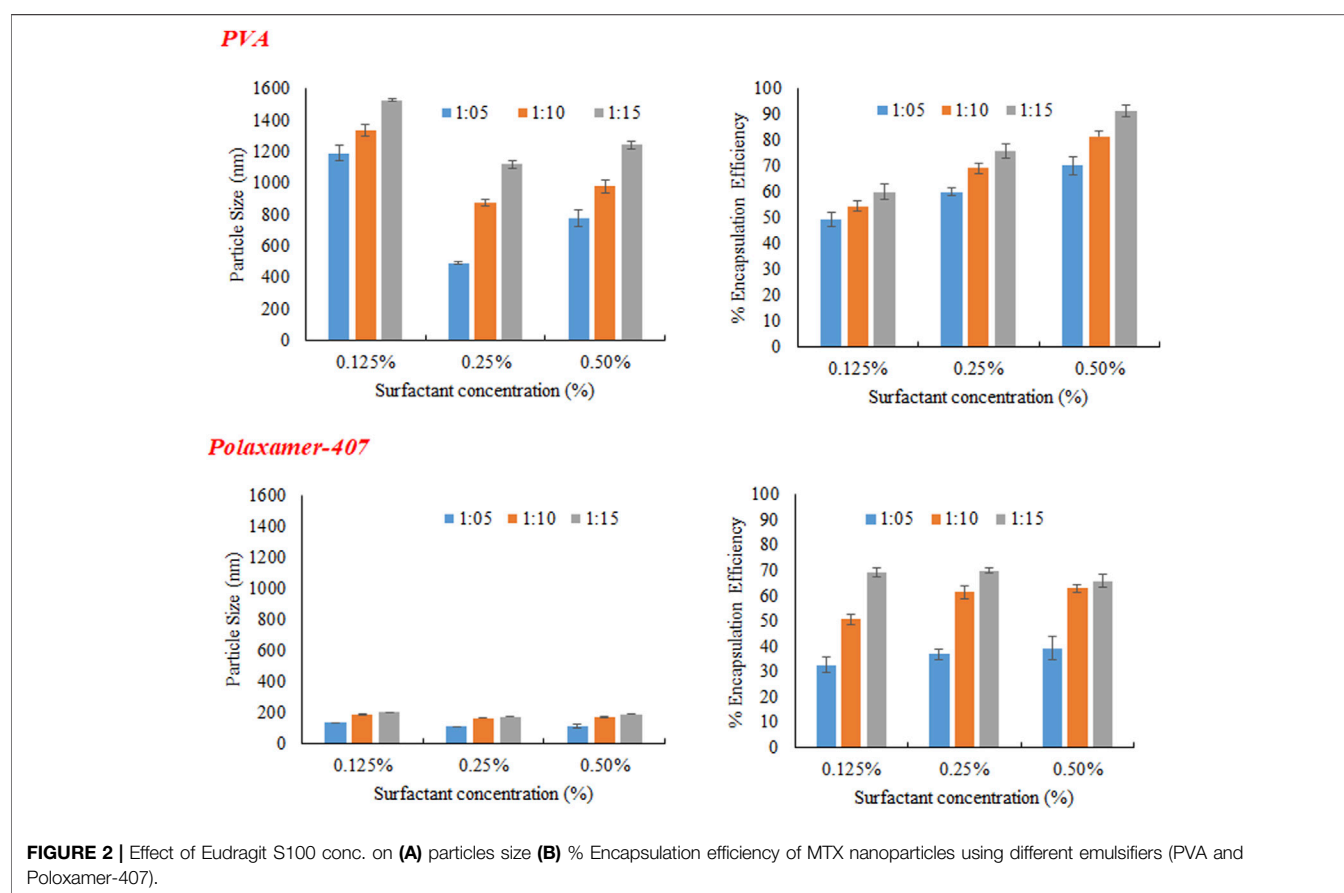 PVA
1600
1400
1200
1000
800
600
400
200
0
Particle Size (nm)
1:05 1:10 1:15
0.125% 0.25% 0.50%
Surfactant concentration (%)
100
90
80
70
60
50
40
30
20
10
0
% Encapsulation Efficiency
1:05 1:10 1:15
0.125% 0.25% 0.50%
Surfactant concentration (%)
Polaxamer-407
1600
1400
1200
1000
800
600
400
200
0
Particle Size (nm)
1:05 1:10 1:15
0.125% 0.25% 0.50%
Surfactant concentration (%)
100
90
80
70
60
50
40
30
20
10
0
% Encapsulation Efficiency
1:05 1:10 1:15
0.125% 0.25% 0.50%
Surfactant concentration (%)
FIGURE 2 | Effect of Eudragit S100 conc. on (A) particles size (B) % Encapsulation efficiency of MTX nanoparticles using different emulsifiers (PVA and
Poloxamer-407).